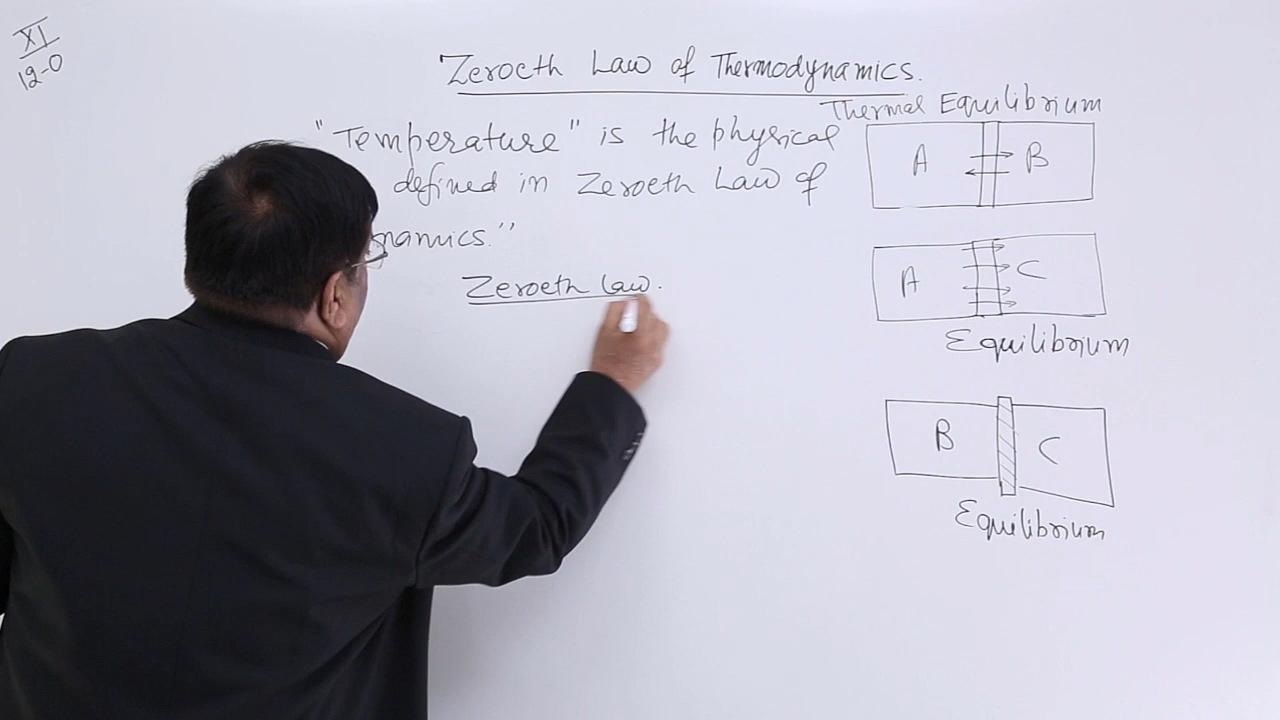 XI
12-0
Zeroeth Law of Thermodynamics.
Thermal Equilibrium
"Temperature" is the physical
defined in Zeroeth Law of
namics."
Zeroeth Law.
A B
A C
Equilibrium
B C
Equilibrium